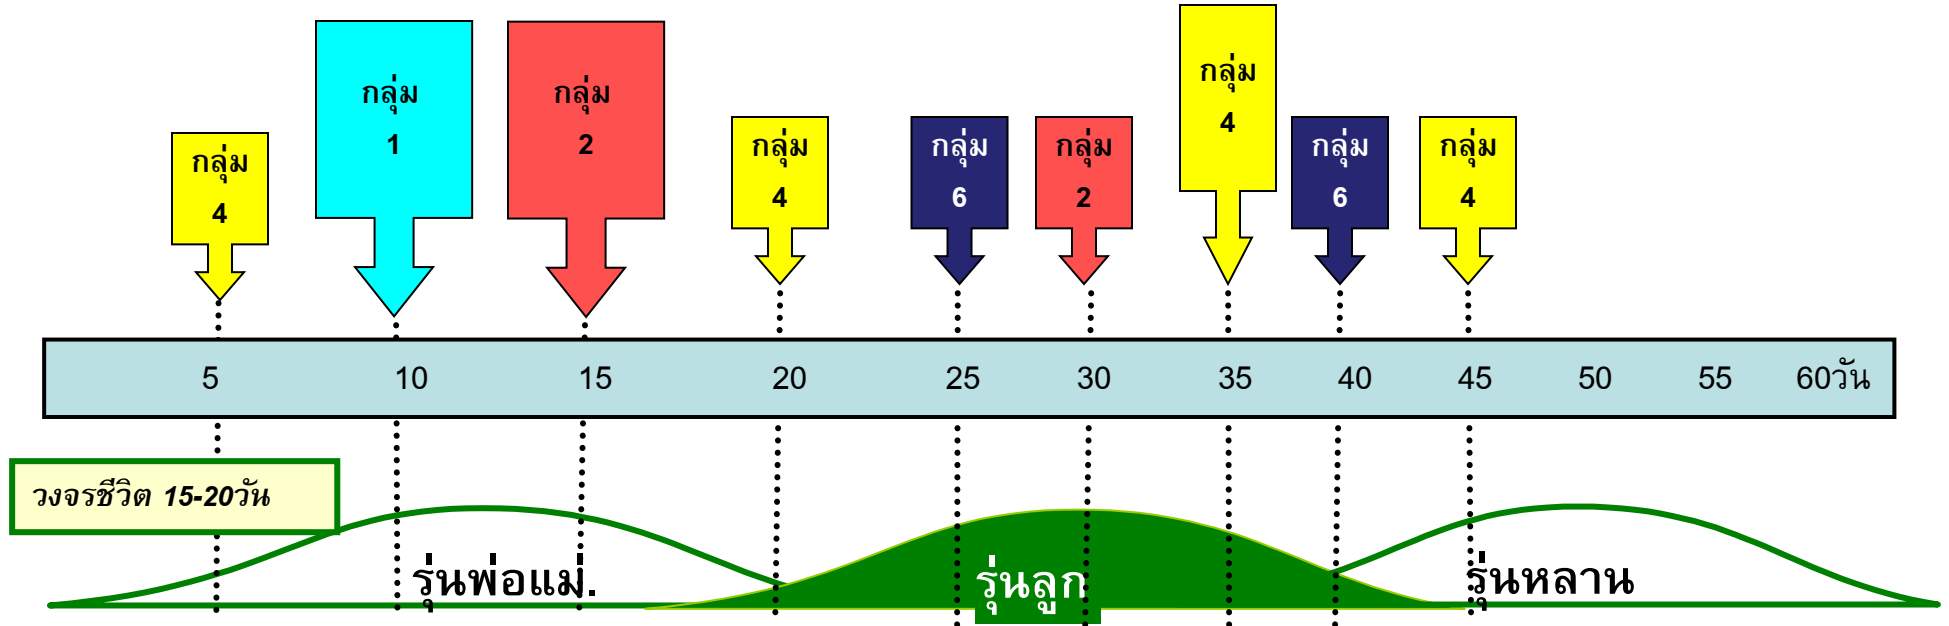 กลุ่ม
4
กลุ่ม
1
กลุ่ม
2
กลุ่ม
4
กลุ่ม
6
กลุ่ม
2
กลุ่ม
4
กลุ่ม
6
กลุ่ม
4
5 10 15 20 25 30 35 40 45 50 55 60วัน
วงจรชีวิต 15-20วัน
รุ่นพ่อแม่.
รุ่นลูก
รุ่นหลาน